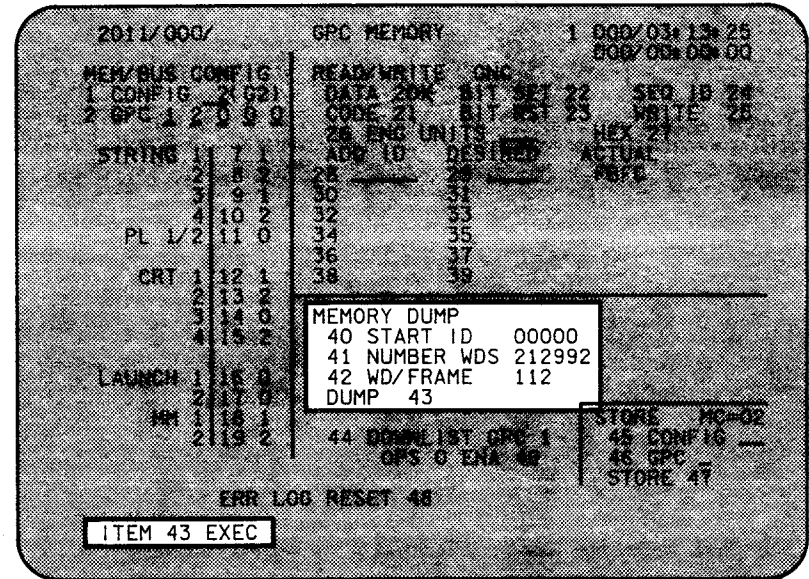 2011/000/ GPC MEMORY 1 000/03:13:25
000/00:00:00
MEM/BUS CONFIG READ/WRITE GNC
1 CONFIG 2(G2) DATA 20* BIT SET 22 SEQ ID 24
2 GPC 1 2 0 0 0 CODE 21 BIT RST 23 WRITE 25
26 ENG UNITS HEX 27
STRING 1 7 1 ADD ID DESIRED ACTUAL
2 8 2 28 29
3 9 1 30 31
4 10 2 32 33
PL 1/2 11 0 34 35
36 37
CRT 1 12 1 38 39
2 13 2
3 14 0 MEMORY DUMP
4 15 2 40 START ID 00000
41 NUMBER WDS 212992
LAUNCH 1 16 0 42 WD/FRAME 112
2 17 0 DUMP 43
MM 1 18 1 STORE MC=02
2 19 2 44 DOWNLIST GPC 1 45 CONFIG
OPS 0 ENA 49 46 GPC
STORE 47
ERR LOG RESET 48
ITEM 43 EXEC